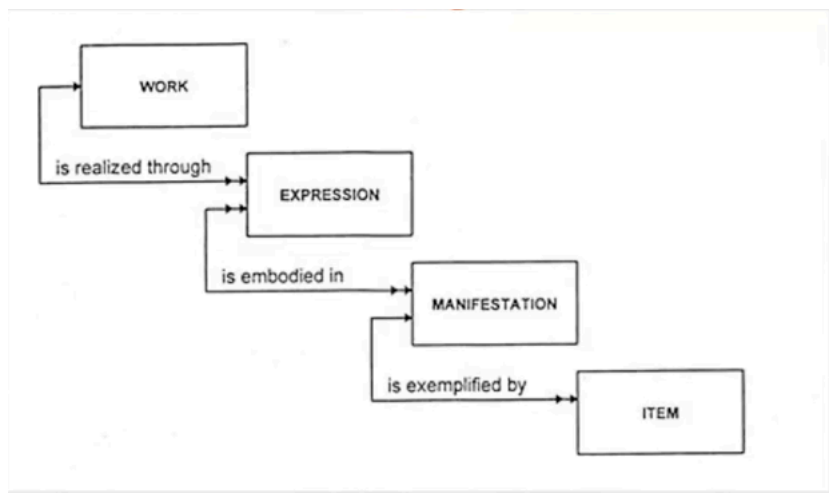 WORK
is realized through
EXPRESSION
is embodied in
MANIFESTATION
is exemplified by
ITEM